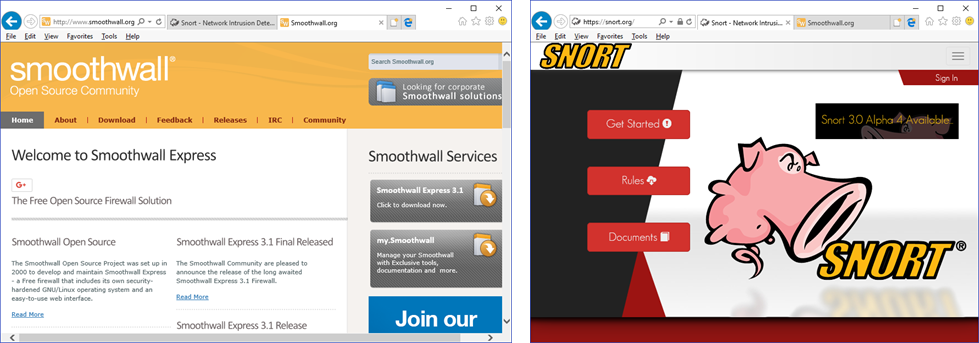 http://www.smoothwall.org
Snort - Network Intrusion Dete...
Smoothwall.org
File Edit View Favorites Tools Help
smoothwall®
Open Source Community
Search Smoothwall.org
Looking for corporate
Smoothwall solutions
Home About Download Feedback Releases IRC Community
Welcome to Smoothwall Express
G+
The Free Open Source Firewall Solution
Smoothwall Open Source
The Smoothwall Open Source Project was set up in
2000 to develop and maintain Smoothwall Express
- a Free firewall that includes its own security-
hardened GNU/Linux operating system and an
easy-to-use web interface.
Read More
Smoothwall Express 3.1 Final Released
The Smoothwall Community are pleased to
announce the release of the long awaited
Smoothwall Express 3.1 Firewall.
Read More
Smoothwall Express 3.1 Release
Smoothwall Services
Smoothwall Express 3.1
Click to download now.
my.Smoothwall
Manage your Smoothwall
with Exclusive tools,
documentation and more.
Join our
https://snort.org/
Snort - Network Intrusi...
Smoothwall.org
File Edit View Favorites Tools Help
SNORT
Sign In
Get Started
Snort 3.0 Alpha 4 Available.
Rules
Documents
SNORT®